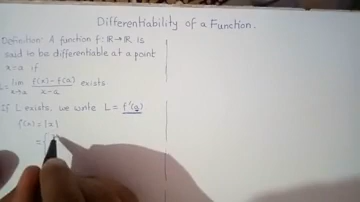 Differentiability of a Function.
Definition: A function f: ℝ→ℝ is
said to be differentiable at a point
x=a if
L= lim x→a f(x)-f(a) / x-a exists
If L exists, we write L = f'(a)
f(x) = |x|
= {